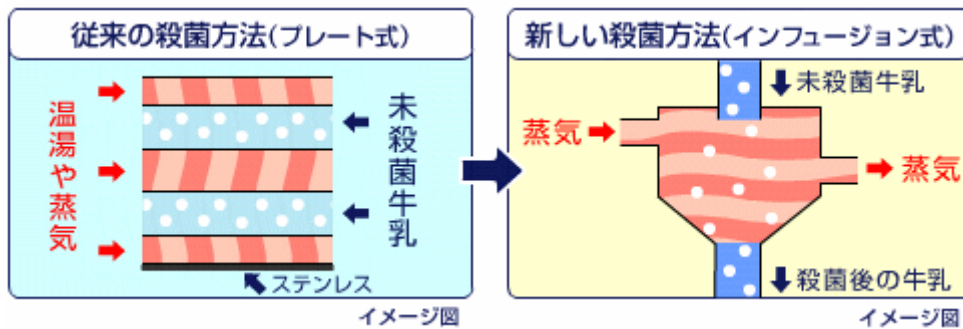 従来の殺菌方法(プレート式)
温湯や蒸気
未殺菌牛乳
ステンレス
イメージ図
新しい殺菌方法(インフュージョン式)
未殺菌牛乳
蒸気
蒸気
殺菌後の牛乳
イメージ図